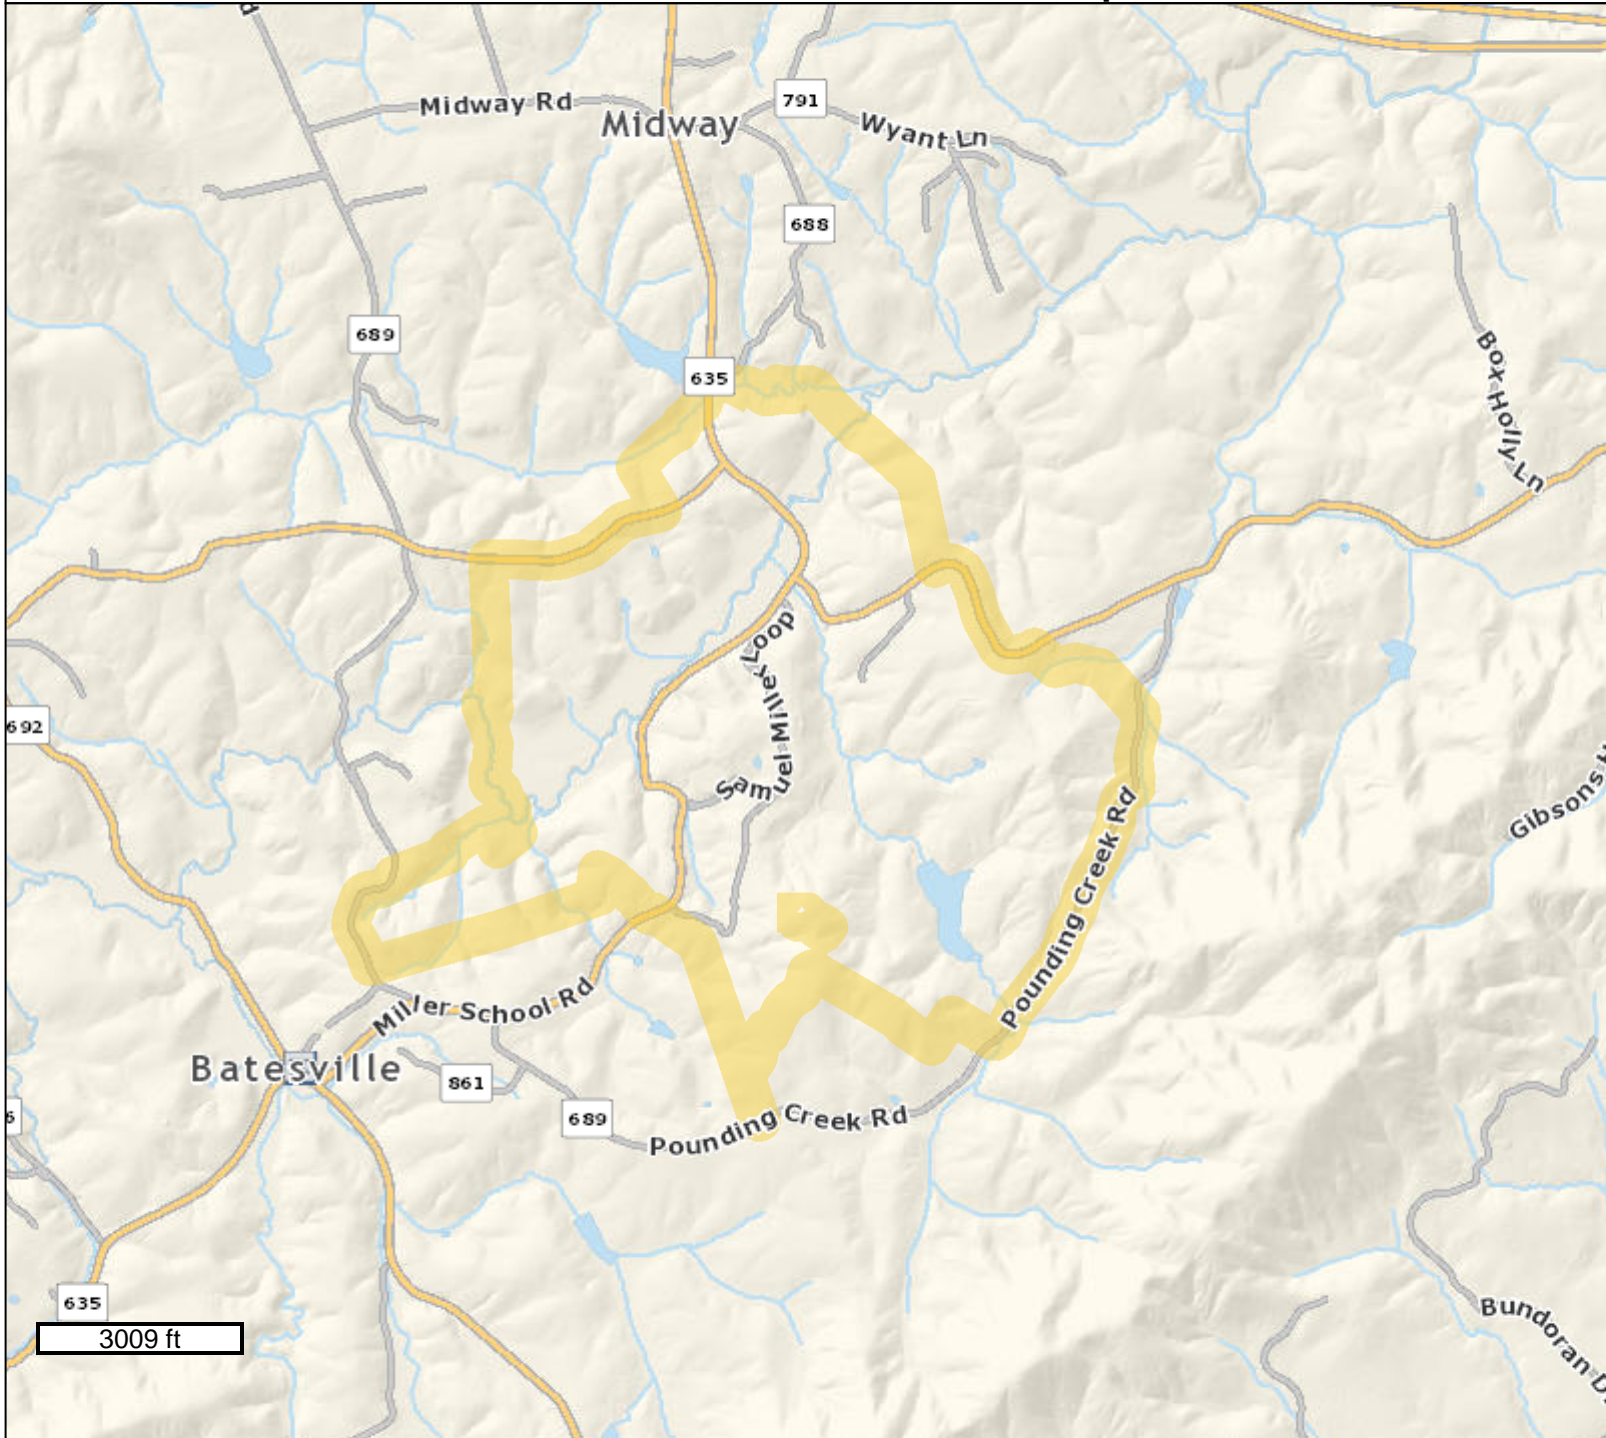 Midway Rd
Midway
791
Wyant Ln
688
689
635
Box Holly Ln
Samuel Miller Loop
692
Gibsons
Pounding Creek Rd
Miller School Rd
Batesville
861
689
Pounding Creek Rd
6
635
3009 ft
Bundoran D